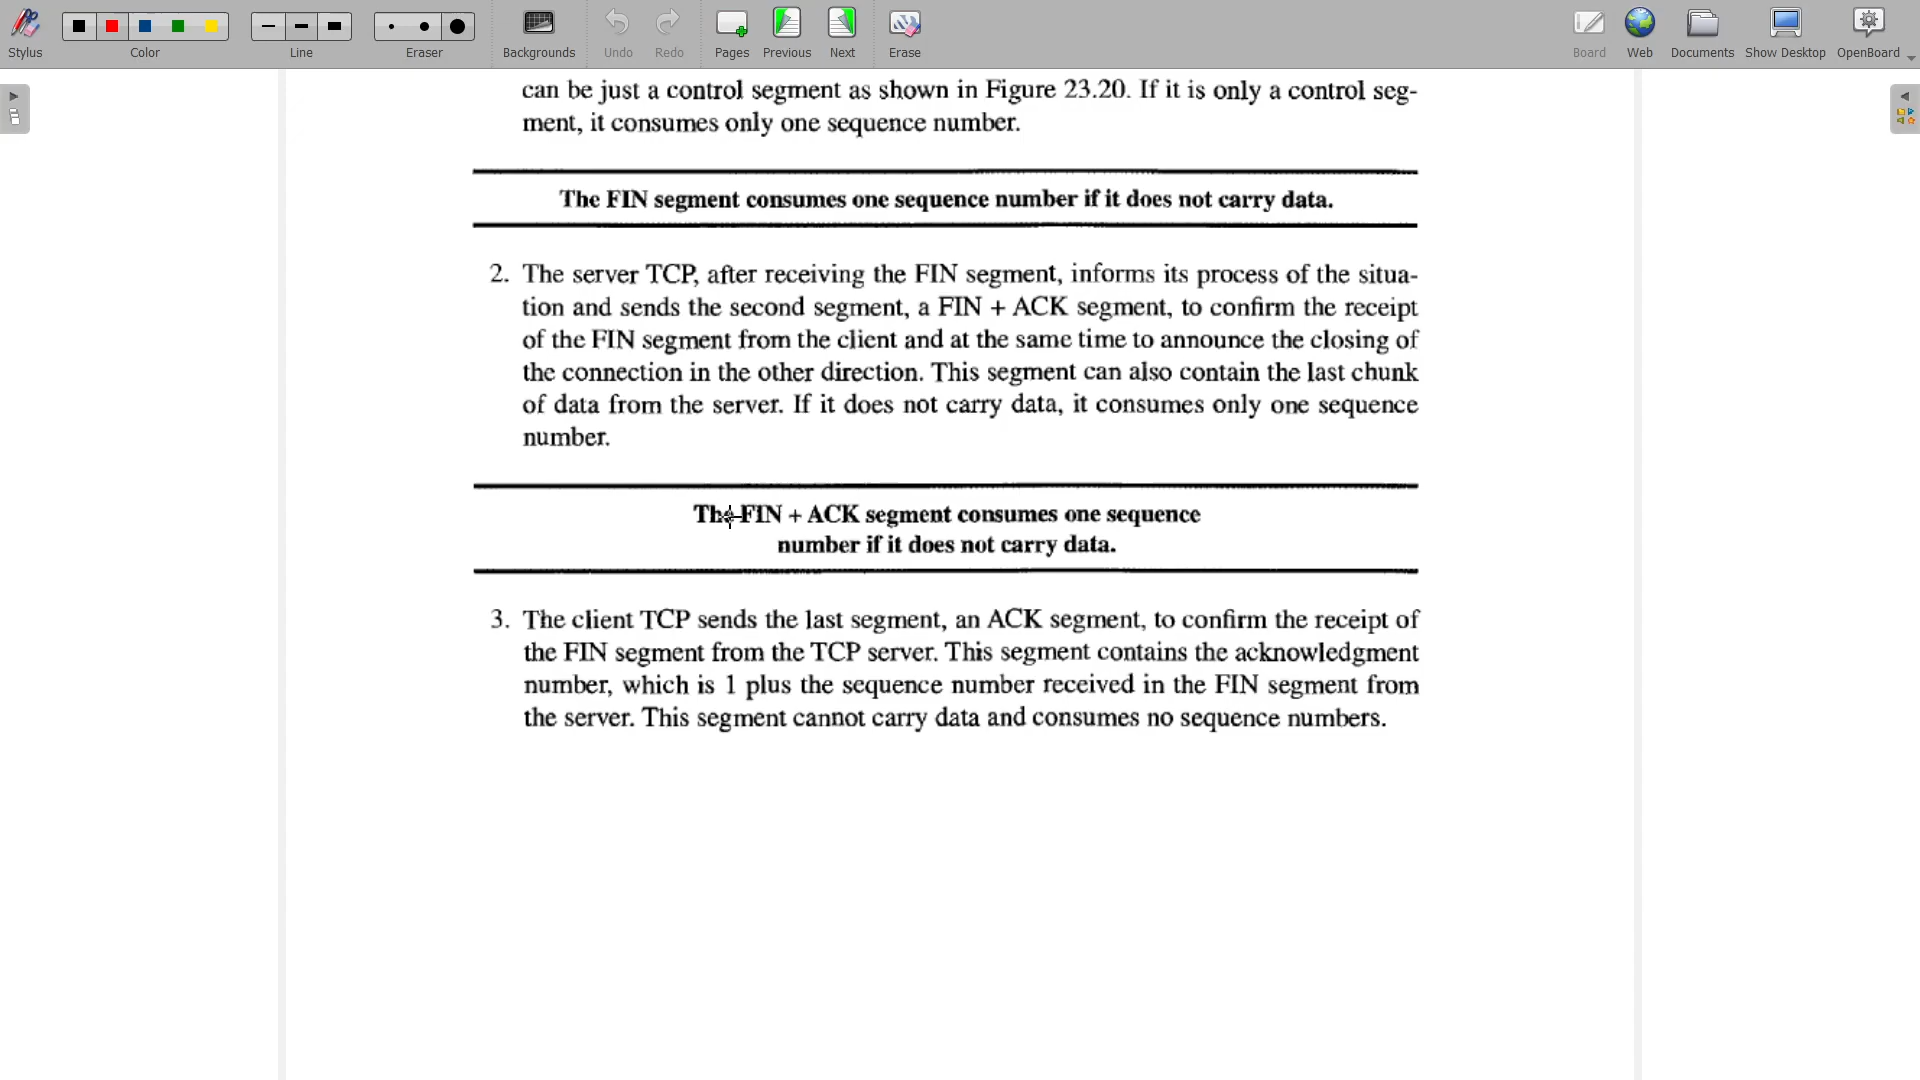 Stylus Color Line Eraser Backgrounds Undo Redo Pages Previous Next Erase Board Web Documents Show Desktop OpenBoard
can be just a control segment as shown in Figure 23.20. If it is only a control seg-
ment, it consumes only one sequence number.
The FIN segment consumes one sequence number if it does not carry data.
2. The server TCP, after receiving the FIN segment, informs its process of the situa-
tion and sends the second segment, a FIN + ACK segment, to confirm the receipt
of the FIN segment from the client and at the same time to announce the closing of
the connection in the other direction. This segment can also contain the last chunk
of data from the server. If it does not carry data, it consumes only one sequence
number.
The FIN + ACK segment consumes one sequence
number if it does not carry data.
3. The client TCP sends the last segment, an ACK segment, to confirm the receipt of
the FIN segment from the TCP server. This segment contains the acknowledgment
number, which is 1 plus the sequence number received in the FIN segment from
the server. This segment cannot carry data and consumes no sequence numbers.